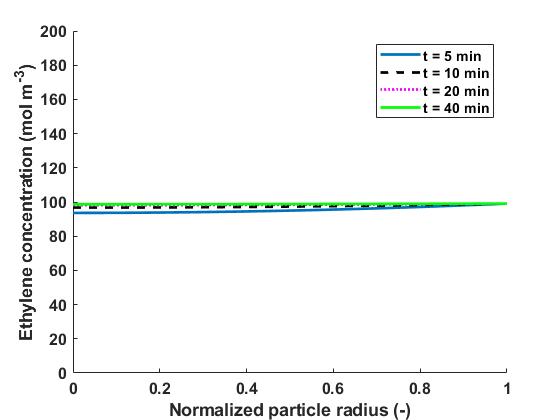 200
180
160
140
120
100
80
60
40
20
0
Ethylene concentration (mol m⁻³)
t = 5 min
t = 10 min
t = 20 min
t = 40 min
0 0.2 0.4 0.6 0.8 1
Normalized particle radius (-)